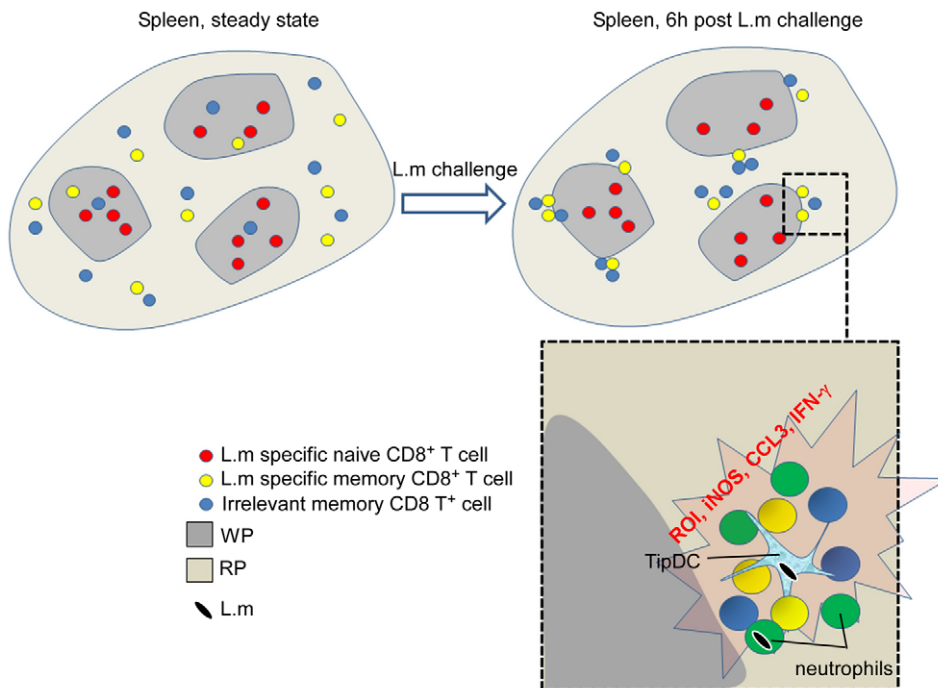 Spleen, steady state
Spleen, 6h post L.m challenge
L.m challenge
L.m specific naive CD8⁺ T cell
L.m specific memory CD8⁺ T cell
Irrelevant memory CD8 T⁺ cell
WP
RP
L.m
ROI, iNOS, CCL3, IFN-γ
TipDC
neutrophils